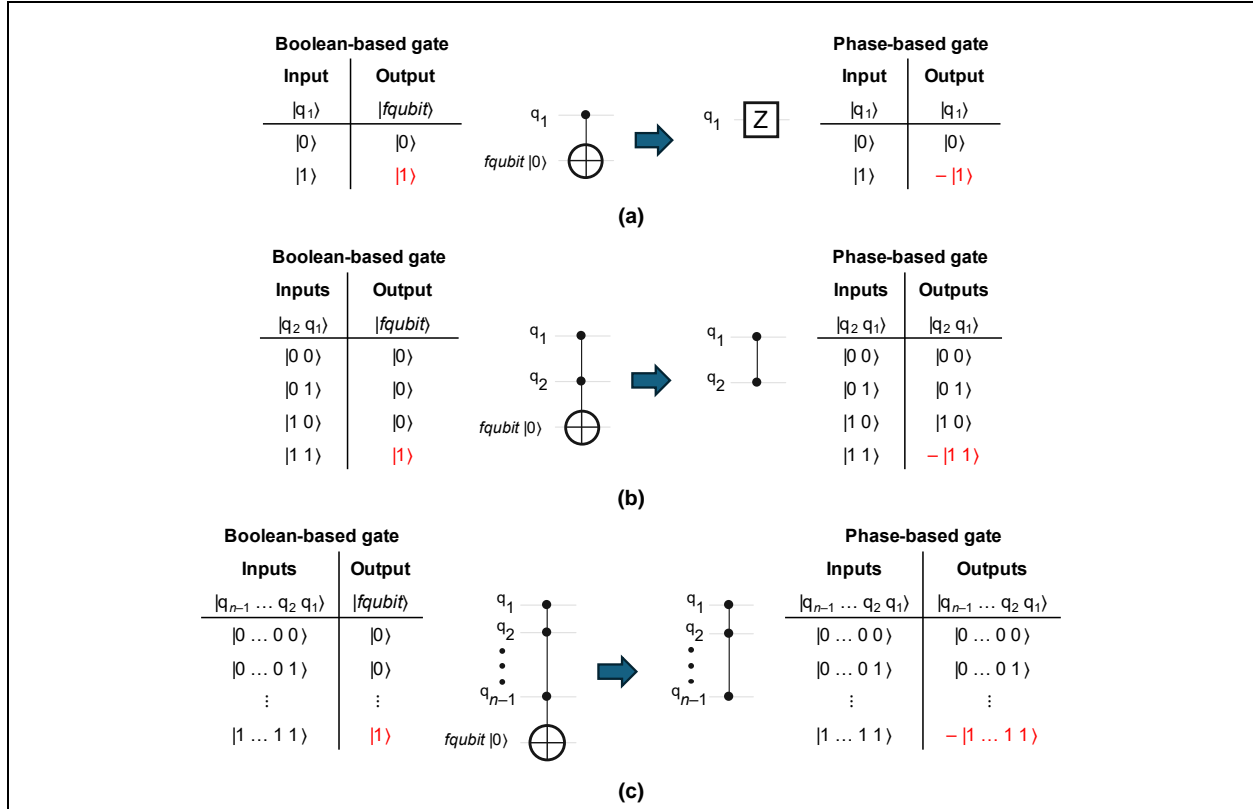 Boolean-based gate
Input Output
|q1⟩ |fqubit⟩
|0⟩ |0⟩
|1⟩ |1⟩
q1
fqubit |0⟩
q1 Z
Phase-based gate
Input Output
|q1⟩ |q1⟩
|0⟩ |0⟩
|1⟩ – |1⟩
(a)
Boolean-based gate
Inputs Output
|q2 q1⟩ |fqubit⟩
|0 0⟩ |0⟩
|0 1⟩ |0⟩
|1 0⟩ |0⟩
|1 1⟩ |1⟩
q1
q2
fqubit |0⟩
q1
q2
Phase-based gate
Inputs Outputs
|q2 q1⟩ |q2 q1⟩
|0 0⟩ |0 0⟩
|0 1⟩ |0 1⟩
|1 0⟩ |1 0⟩
|1 1⟩ – |1 1⟩
(b)
Boolean-based gate
Inputs Output
|qn–1 … q2 q1⟩ |fqubit⟩
|0 … 0 0⟩ |0⟩
|0 … 0 1⟩ |0⟩
⋮ ⋮
|1 … 1 1⟩ |1⟩
q1
q2
qn–1
fqubit |0⟩
q1
q2
qn–1
Phase-based gate
Inputs Outputs
|qn–1 … q2 q1⟩ |qn–1 … q2 q1⟩
|0 … 0 0⟩ |0 … 0 0⟩
|0 … 0 1⟩ |0 … 0 1⟩
⋮ ⋮
|1 … 1 1⟩ – |1 … 1 1⟩
(c)